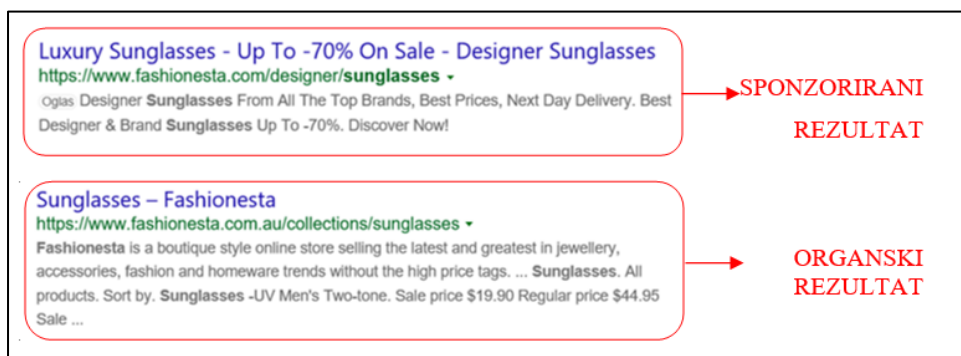 Luxury Sunglasses - Up To -70% On Sale - Designer Sunglasses
https://www.fashionesta.com/designer/sunglasses
Oglas Designer Sunglasses From All The Top Brands, Best Prices, Next Day Delivery. Best
Designer & Brand Sunglasses Up To -70%. Discover Now!
SPONZORIRANI
REZULTAT
Sunglasses – Fashionesta
https://www.fashionesta.com.au/collections/sunglasses
Fashionesta is a boutique style online store selling the latest and greatest in jewellery,
accessories, fashion and homeware trends without the high price tags. ... Sunglasses. All
products. Sort by. Sunglasses -UV Men's Two-tone. Sale price $19.90 Regular price $44.95
Sale ...
ORGANSKI
REZULTAT